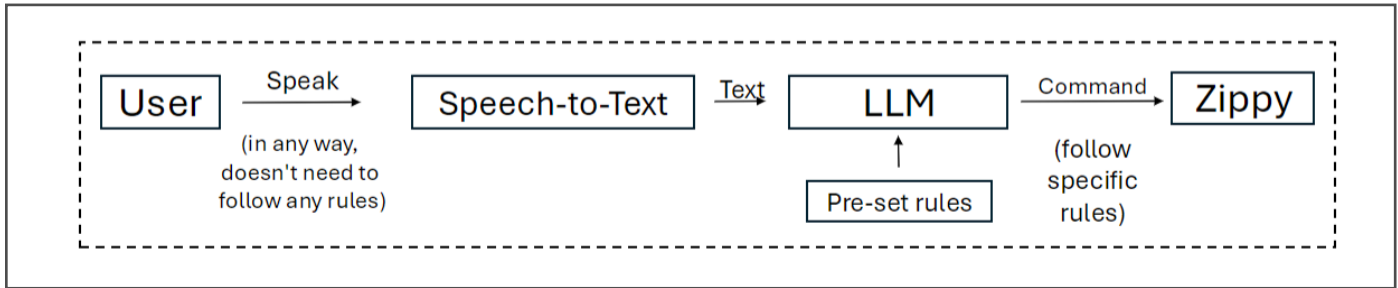 User
Speak
(in any way,
doesn't need to
follow any rules)
Speech-to-Text
Text
LLM
Pre-set rules
Command
(follow
specific
rules)
Zippy